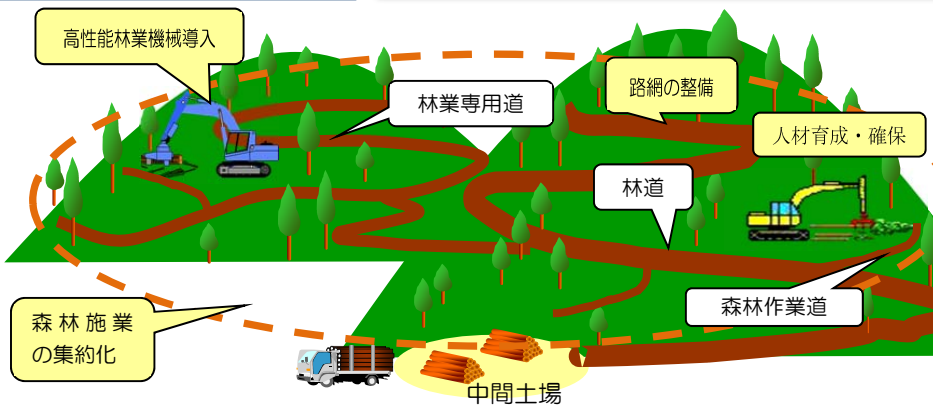 高性能林業機械導入
林業専用道
路網の整備
人材育成・確保
林道
森林作業道
森林施業
の集約化
中間土場